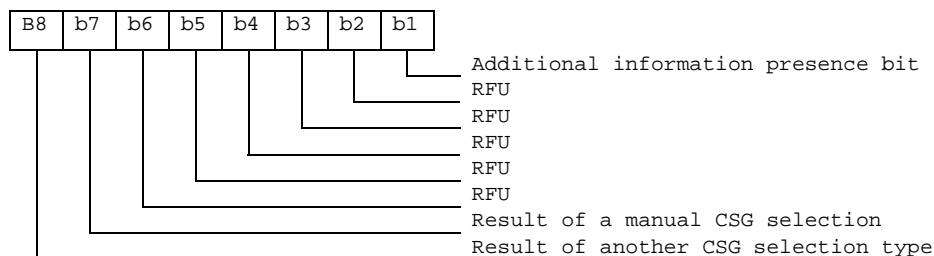 B8 b7 b6 b5 b4 b3 b2 b1
Additional information presence bit
RFU
RFU
RFU
RFU
RFU
Result of a manual CSG selection
Result of another CSG selection type